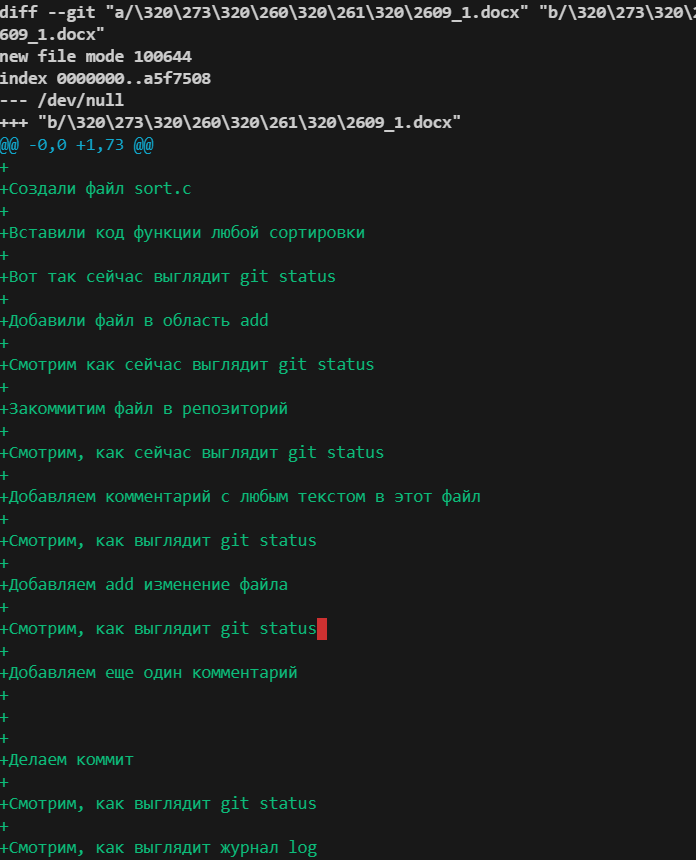 diff --git "a/\320\273\320\260\320\261\320\2609_1.docx" "b/\320\273\320\2
609_1.docx"
new file mode 100644
index 0000000..a5f7508
--- /dev/null
+++ "b/\320\273\320\260\320\261\320\2609_1.docx"
@@ -0,0 +1,73 @@
+
+Создали файл sort.c
+
+Вставили код функции любой сортировки
+
+Вот так сейчас выглядит git status
+
+Добавили файл в область add
+
+Смотрим как сейчас выглядит git status
+
+Закоммитим файл в репозиторий
+
+Смотрим, как сейчас выглядит git status
+
+Добавляем комментарий с любым текстом в этот файл
+
+Смотрим, как выглядит git status
+
+Добавляем add изменение файла
+
+Смотрим, как выглядит git status
+
+Добавляем еще один комментарий
+
+
+
+Делаем коммит
+
+Смотрим, как выглядит git status
+
+Смотрим, как выглядит журнал log